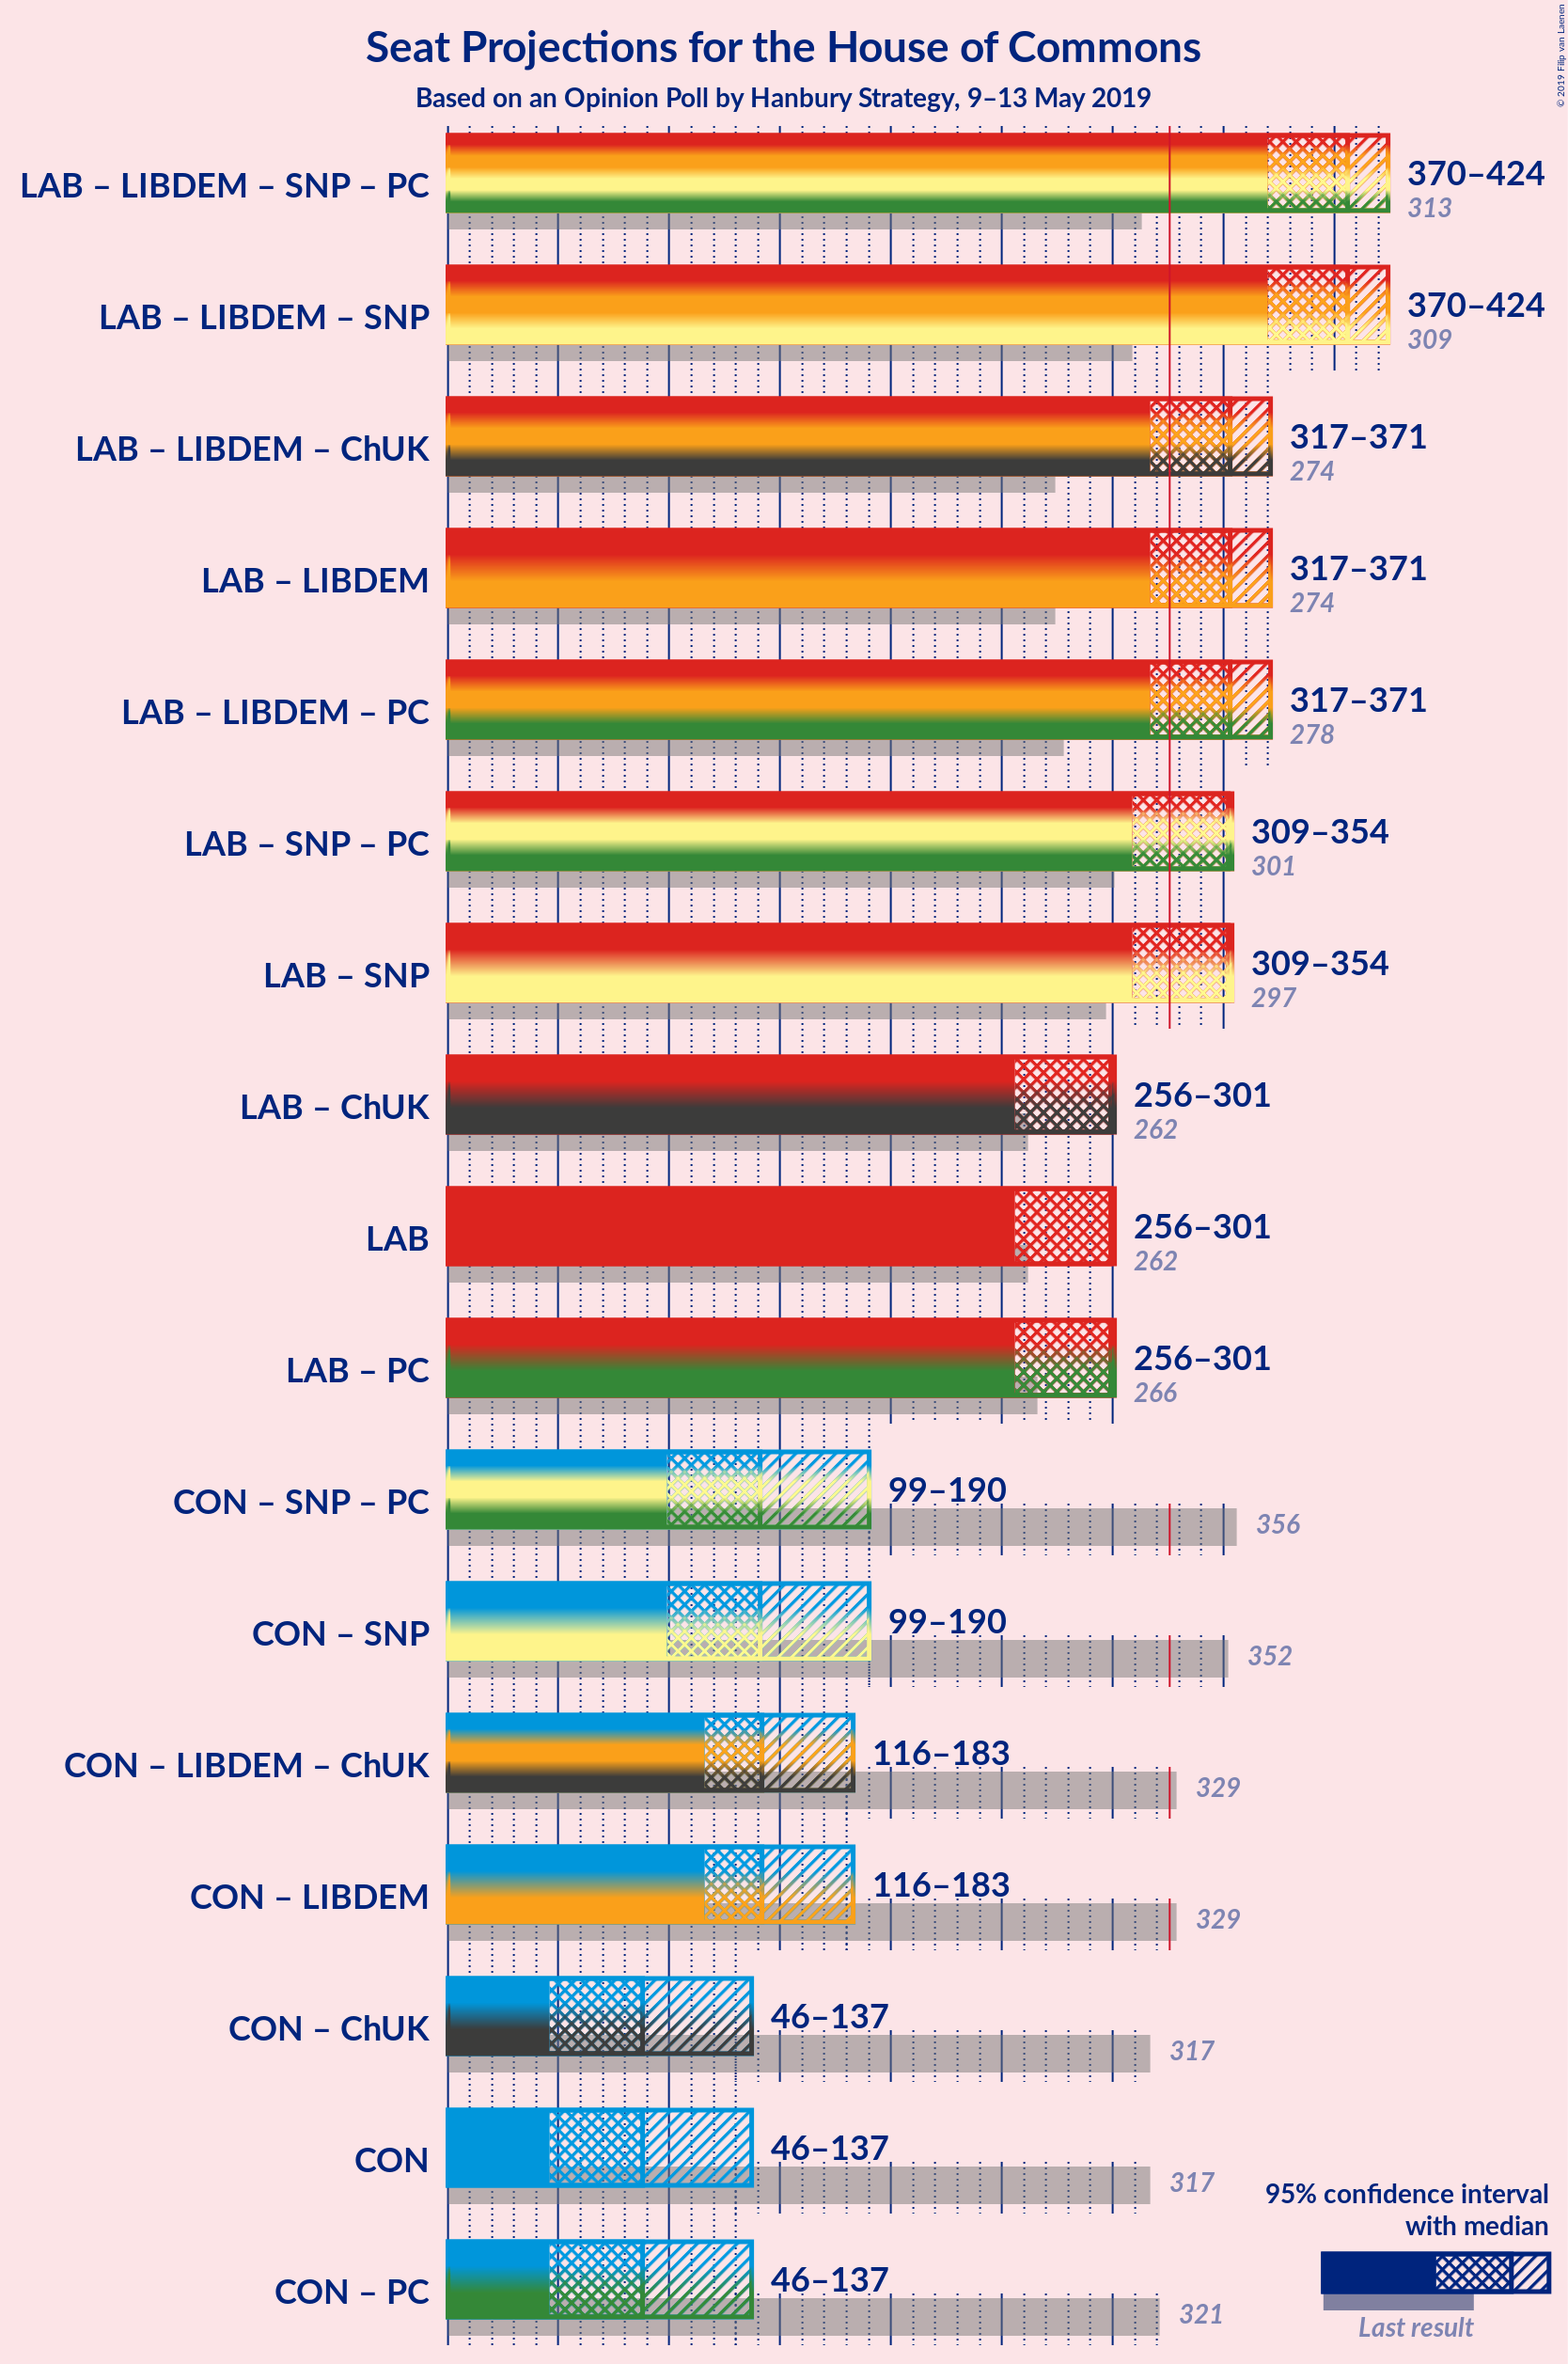 Seat Projections for the House of Commons
Based on an Opinion Poll by Hanbury Strategy, 9–13 May 2019
© 2019 Filip van Laenen
LAB – LIBDEM – SNP – PC
370–424
313
LAB – LIBDEM – SNP
370–424
309
LAB – LIBDEM – ChUK
317–371
274
LAB – LIBDEM
317–371
274
LAB – LIBDEM – PC
317–371
278
LAB – SNP – PC
309–354
301
LAB – SNP
309–354
297
LAB – ChUK
256–301
262
LAB
256–301
262
LAB – PC
256–301
266
CON – SNP – PC
99–190
356
CON – SNP
99–190
352
CON – LIBDEM – ChUK
116–183
329
CON – LIBDEM
116–183
329
CON – ChUK
46–137
317
CON
46–137
317
CON – PC
46–137
321
95% confidence interval
with median
Last result